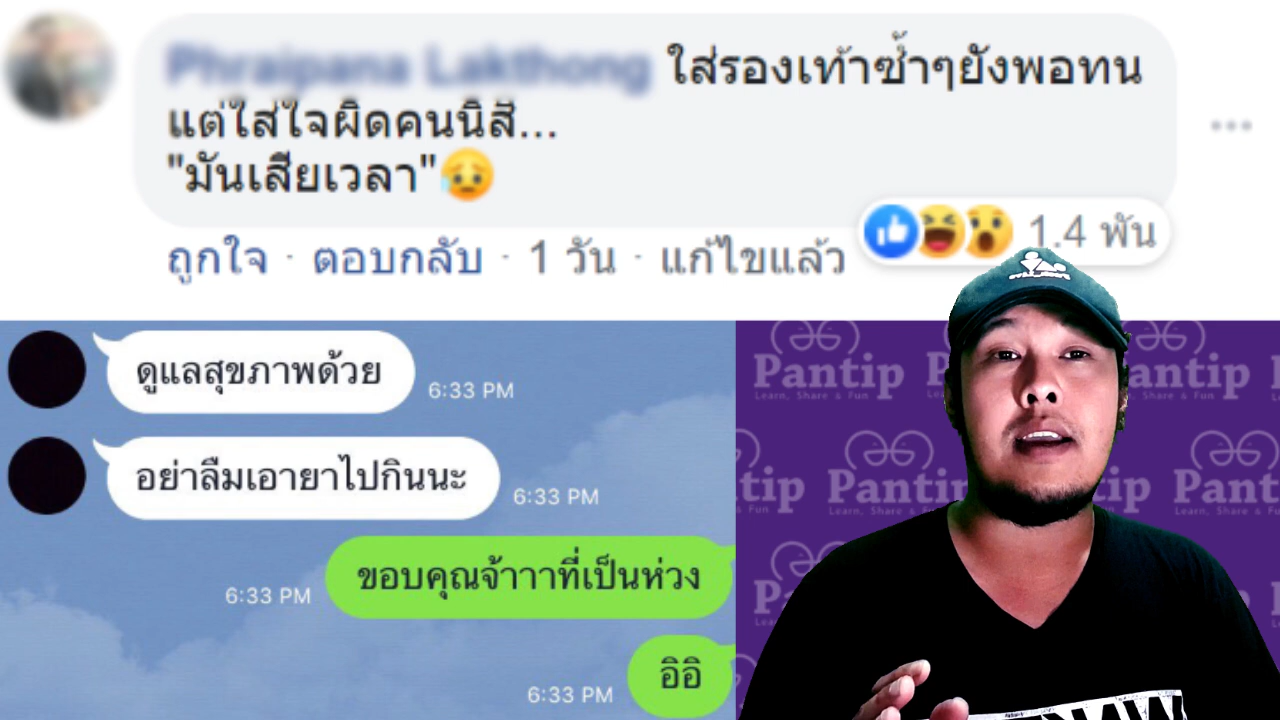 ใส่รองเท้าซ้ำๆยังพอทน
แต่ใส่ใจผิดคนนี่สิ...
"มันเสียเวลา"😥
ถูกใจ · ตอบกลับ · 1 วัน · แก้ไขแล้ว
1.4 พัน
ดูแลสุขภาพด้วย
6:33 PM
อย่าลืมเอายาไปกินนะ
6:33 PM
ขอบคุณจ้าาาที่เป็นห่วง
6:33 PM
อิอิ
6:33 PM
Pantip
Learn, Share & Fun